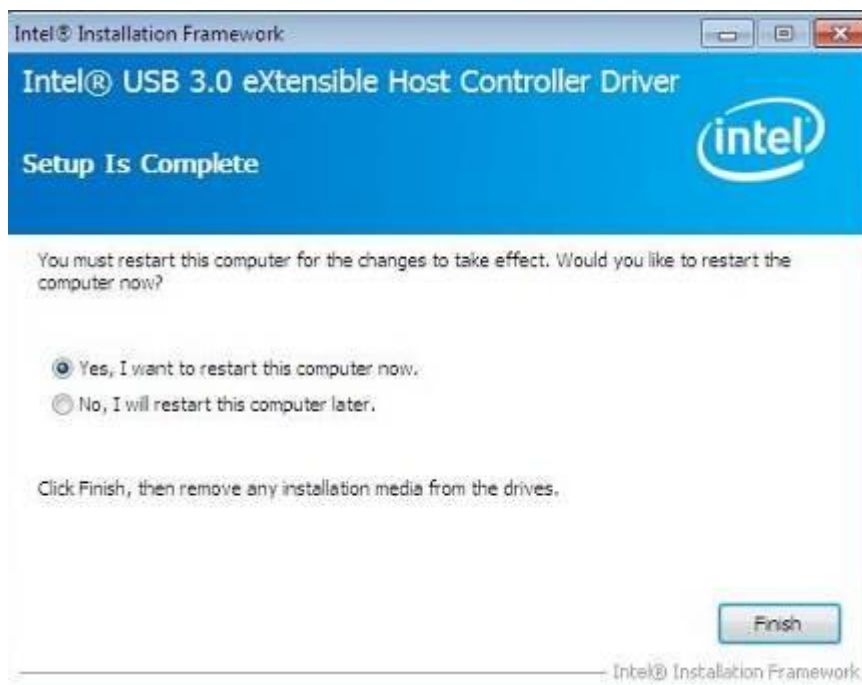 Intel® Installation Framework
Intel® USB 3.0 eXtensible Host Controller Driver
intel
Setup Is Complete
You must restart this computer for the changes to take effect. Would you like to restart the
computer now?
Yes, I want to restart this computer now.
No, I will restart this computer later.
Click Finish, then remove any installation media from the drives.
Finish
Intel® Installation Framework